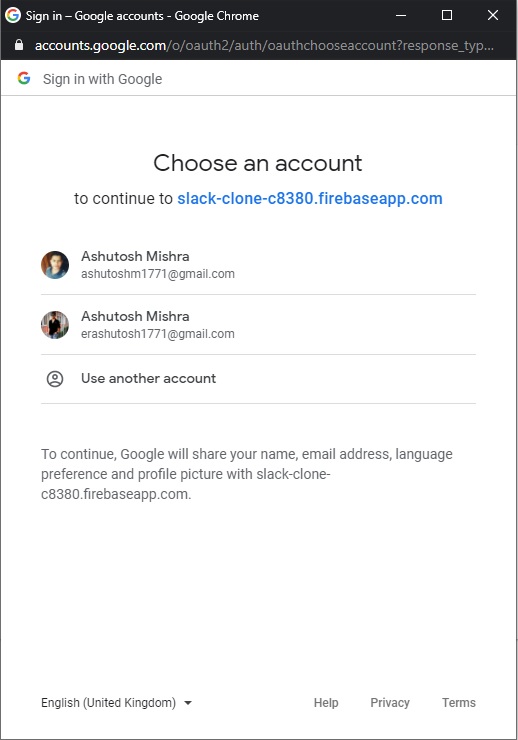 Sign in – Google accounts - Google Chrome
accounts.google.com/o/oauth2/auth/oauthchooseaccount?response_typ...
Sign in with Google
Choose an account
to continue to slack-clone-c8380.firebaseapp.com
Ashutosh Mishra
ashutoshm1771@gmail.com
Ashutosh Mishra
erashutosh1771@gmail.com
Use another account
To continue, Google will share your name, email address, language
preference and profile picture with slack-clone-
c8380.firebaseapp.com.
English (United Kingdom)
Help Privacy Terms